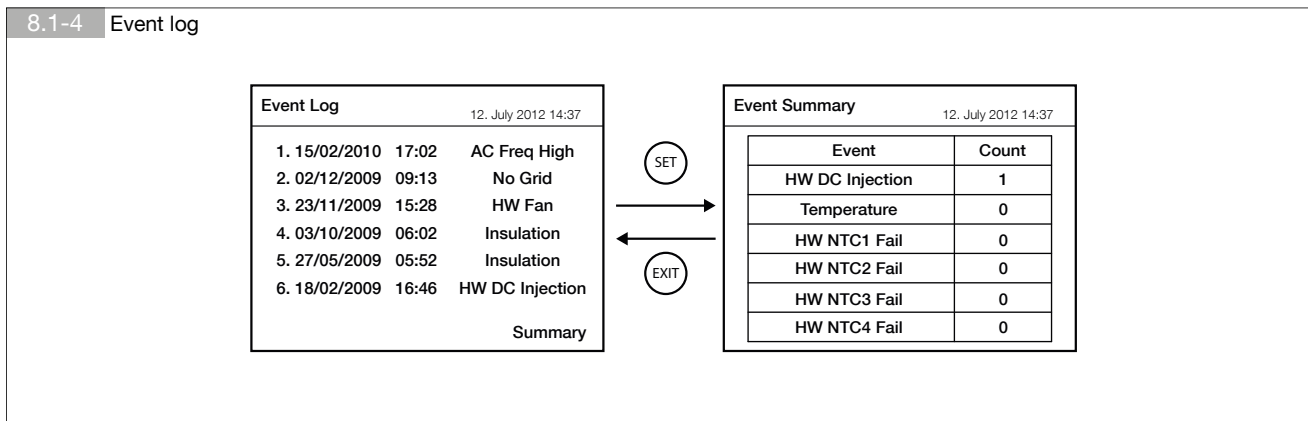 8.1-4 Event log
Event Log 12. July 2012 14:37
1. 15/02/2010 17:02 AC Freq High
2. 02/12/2009 09:13 No Grid
3. 23/11/2009 15:28 HW Fan
4. 03/10/2009 06:02 Insulation
5. 27/05/2009 05:52 Insulation
6. 18/02/2009 16:46 HW DC Injection
Summary
SET
EXIT
Event Summary 12. July 2012 14:37
Event Count
HW DC Injection 1
Temperature 0
HW NTC1 Fail 0
HW NTC2 Fail 0
HW NTC3 Fail 0
HW NTC4 Fail 0